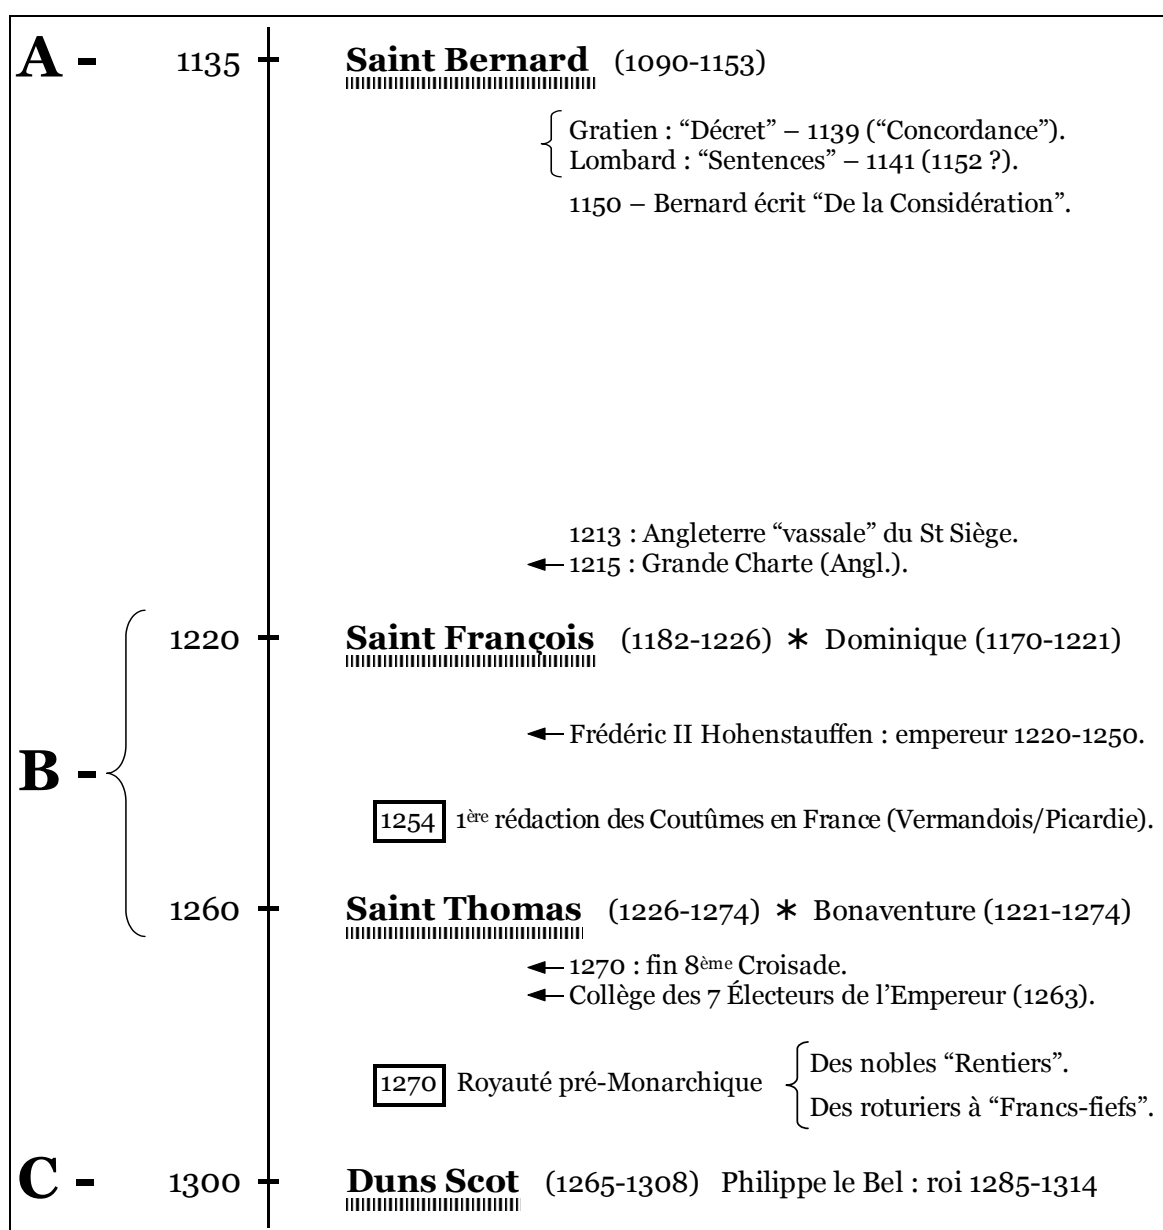 A - 1135 Saint Bernard (1090-1153)
Gratien : “Décret” – 1139 (“Concordance”).
Lombard : “Sentences” – 1141 (1152 ?).
1150 – Bernard écrit “De la Considération”.
1213 : Angleterre “vassale” du St Siège.
1215 : Grande Charte (Angl.).
1220 Saint François (1182-1226) * Dominique (1170-1221)
Frédéric II Hohenstauffen : empereur 1220-1250.
B -
1254 1ère rédaction des Coutûmes en France (Vermandois/Picardie).
1260 Saint Thomas (1226-1274) * Bonaventure (1221-1274)
1270 : fin 8ème Croisade.
Collège des 7 Électeurs de l’Empereur (1263).
Des nobles “Rentiers”.
1270 Royauté pré-Monarchique
Des roturiers à “Francs-fiefs”.
C - 1300 Duns Scot (1265-1308) Philippe le Bel : roi 1285-1314